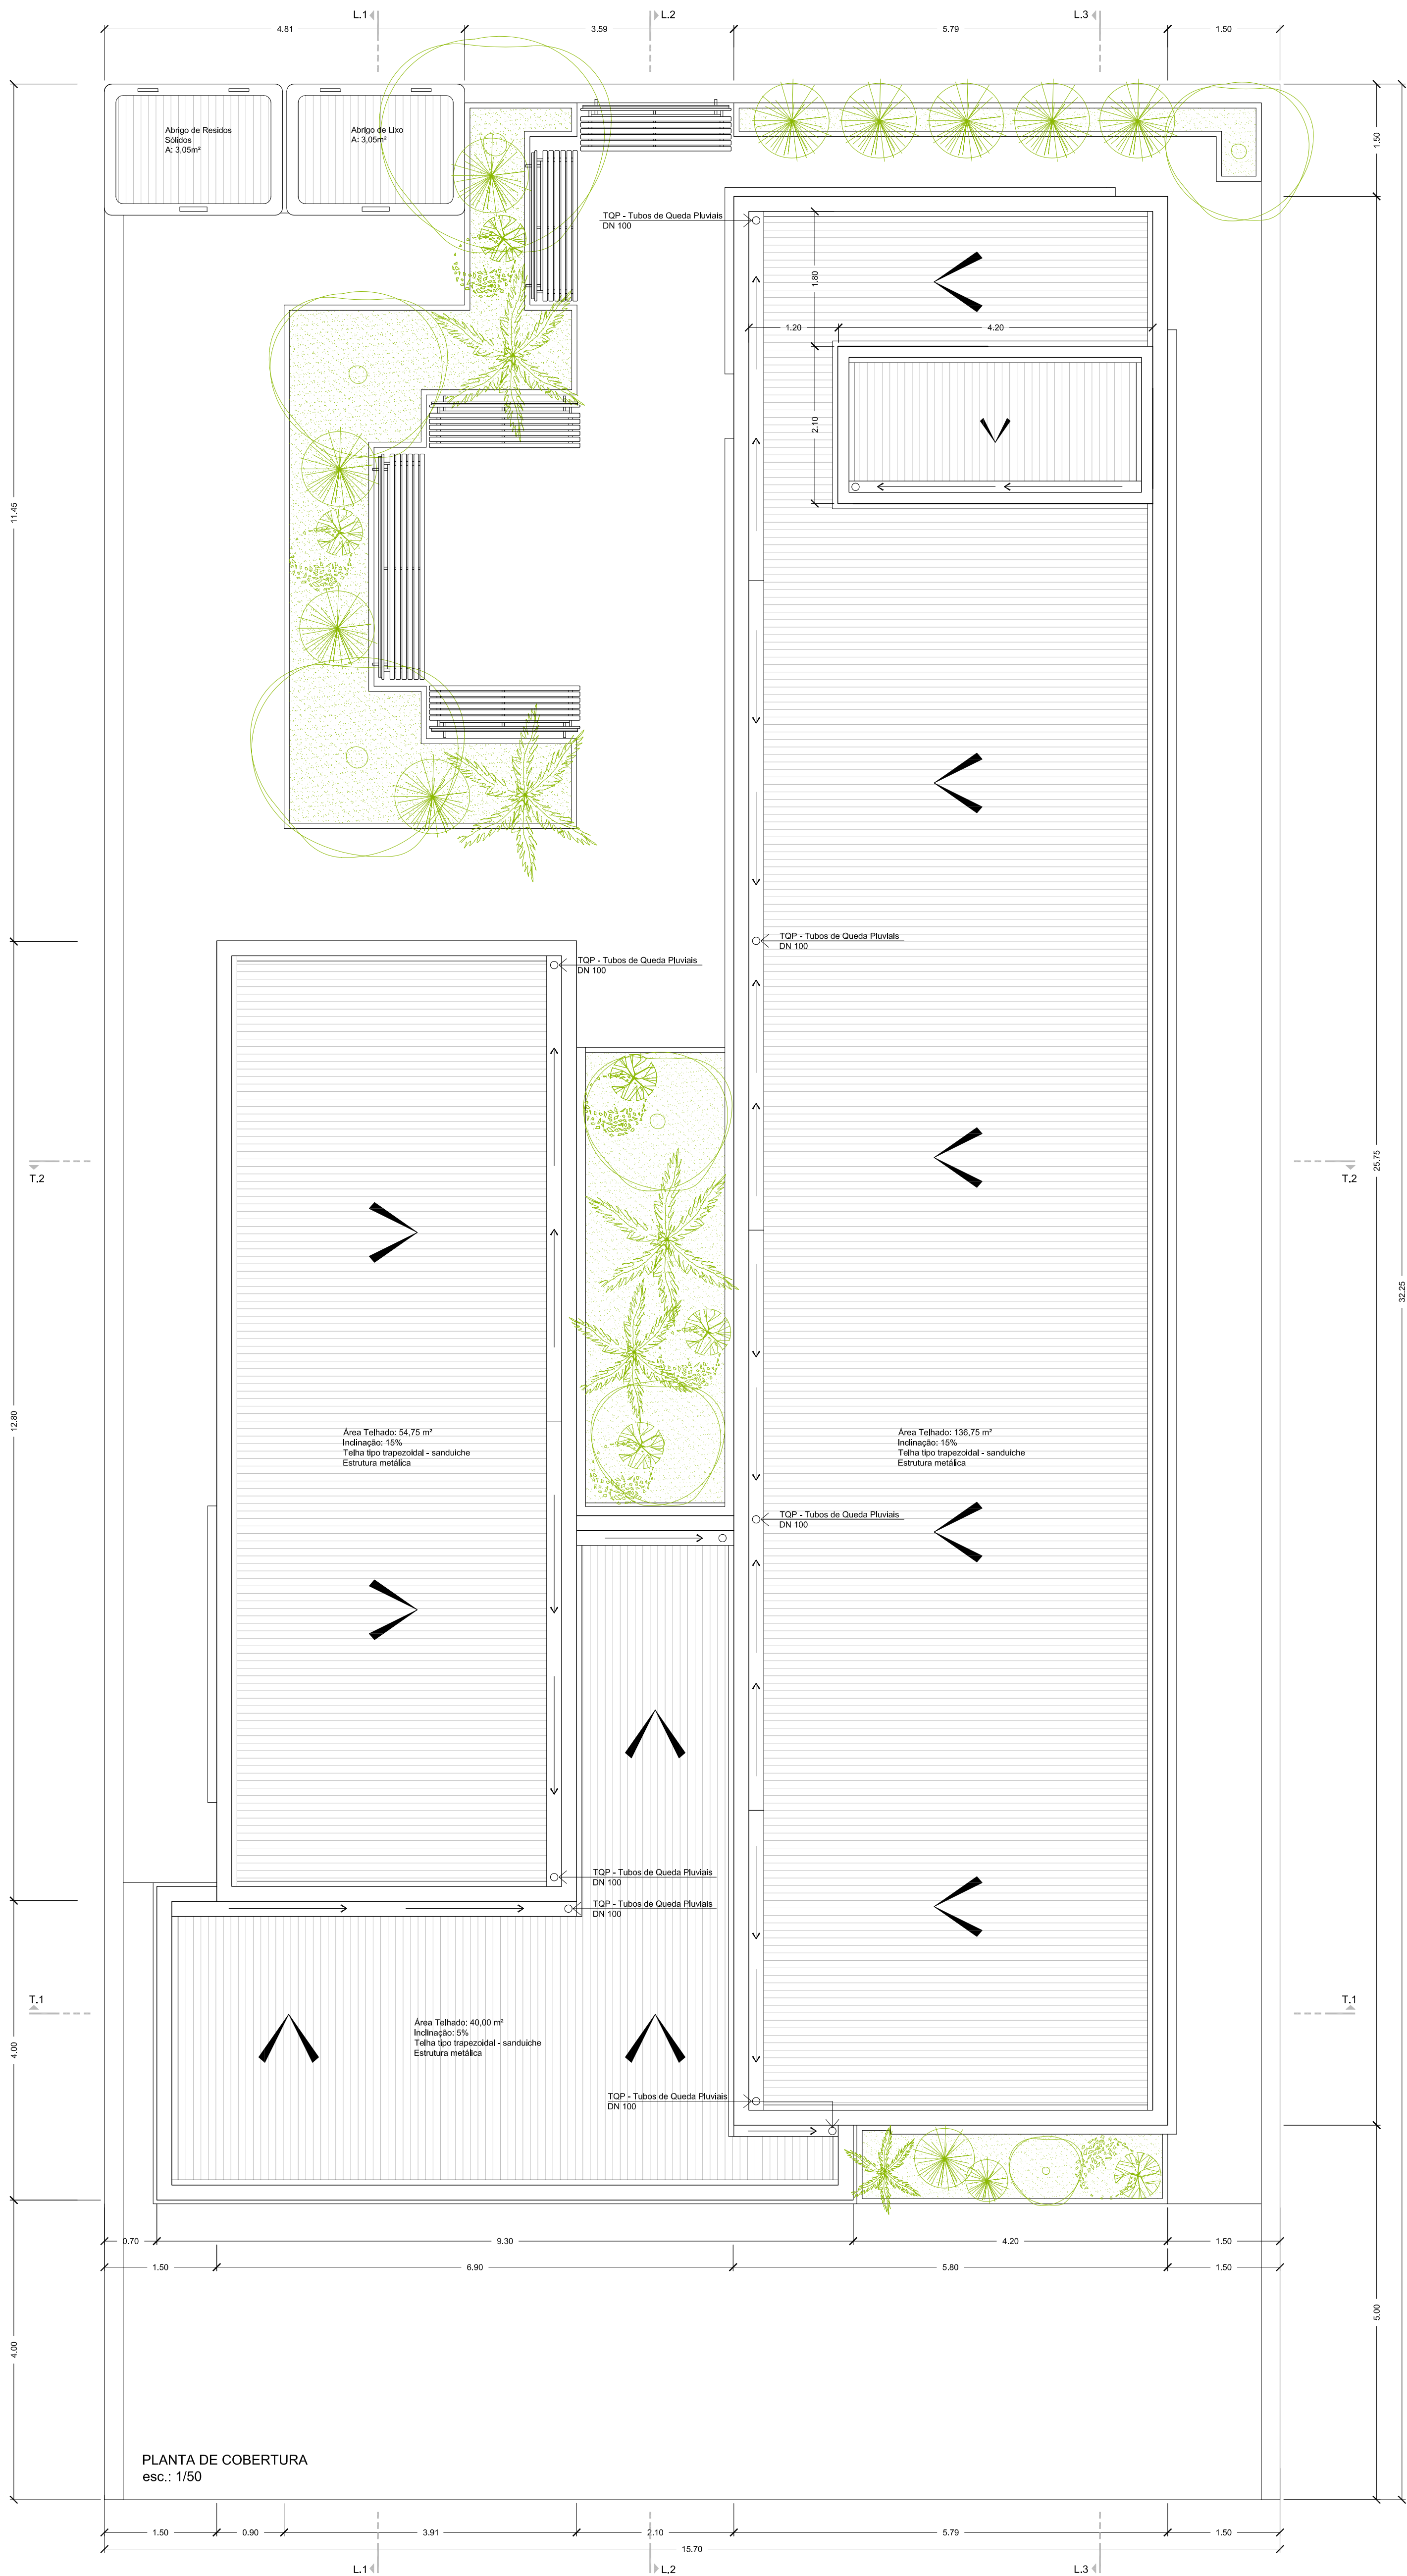 L.1
L.2
L.3
4.81
3.59
5.79
1.50
Abrigo de Residos
Sólidos
A: 3,05m²
Abrigo de Lixo
A: 3,05m²
1.50
TQP - Tubos de Queda Pluviais
DN 100
1.80
1.20
4.20
2.10
11.45
TQP - Tubos de Queda Pluviais
DN 100
TQP - Tubos de Queda Pluviais
DN 100
T.2
T.2
25.75
32.25
12.80
Área Telhado: 54,75 m²
Inclinação: 15%
Telha tipo trapezoidal - sanduiche
Estrutura metálica
Área Telhado: 136,75 m²
Inclinação: 15%
Telha tipo trapezoidal - sanduiche
Estrutura metálica
TQP - Tubos de Queda Pluviais
DN 100
TQP - Tubos de Queda Pluviais
DN 100
TQP - Tubos de Queda Pluviais
DN 100
T.1
T.1
4.00
Área Telhado: 40,00 m²
Inclinação: 5%
Telha tipo trapezoidal - sanduiche
Estrutura metálica
TQP - Tubos de Queda Pluviais
DN 100
0.70
9.30
4.20
1.50
1.50
6.90
5.80
1.50
5.00
4.00
PLANTA DE COBERTURA
esc.: 1/50
1.50
0.90
3.91
2.10
5.79
1.50
15.70
L.1
L.2
L.3